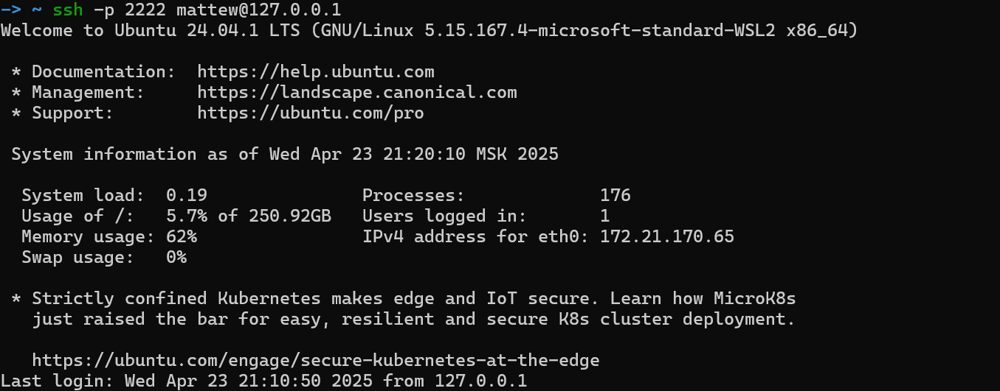 -> ~ ssh -p 2222 mattew@127.0.0.1
Welcome to Ubuntu 24.04.1 LTS (GNU/Linux 5.15.167.4-microsoft-standard-WSL2 x86_64)

 * Documentation:  https://help.ubuntu.com
 * Management:     https://landscape.canonical.com
 * Support:        https://ubuntu.com/pro

 System information as of Wed Apr 23 21:20:10 MSK 2025

  System load:  0.19               Processes:             176
  Usage of /:   5.7% of 250.92GB   Users logged in:       1
  Memory usage: 62%                IPv4 address for eth0: 172.21.170.65
  Swap usage:   0%

 * Strictly confined Kubernetes makes edge and IoT secure. Learn how MicroK8s
   just raised the bar for easy, resilient and secure K8s cluster deployment.

   https://ubuntu.com/engage/secure-kubernetes-at-the-edge
Last login: Wed Apr 23 21:10:50 2025 from 127.0.0.1